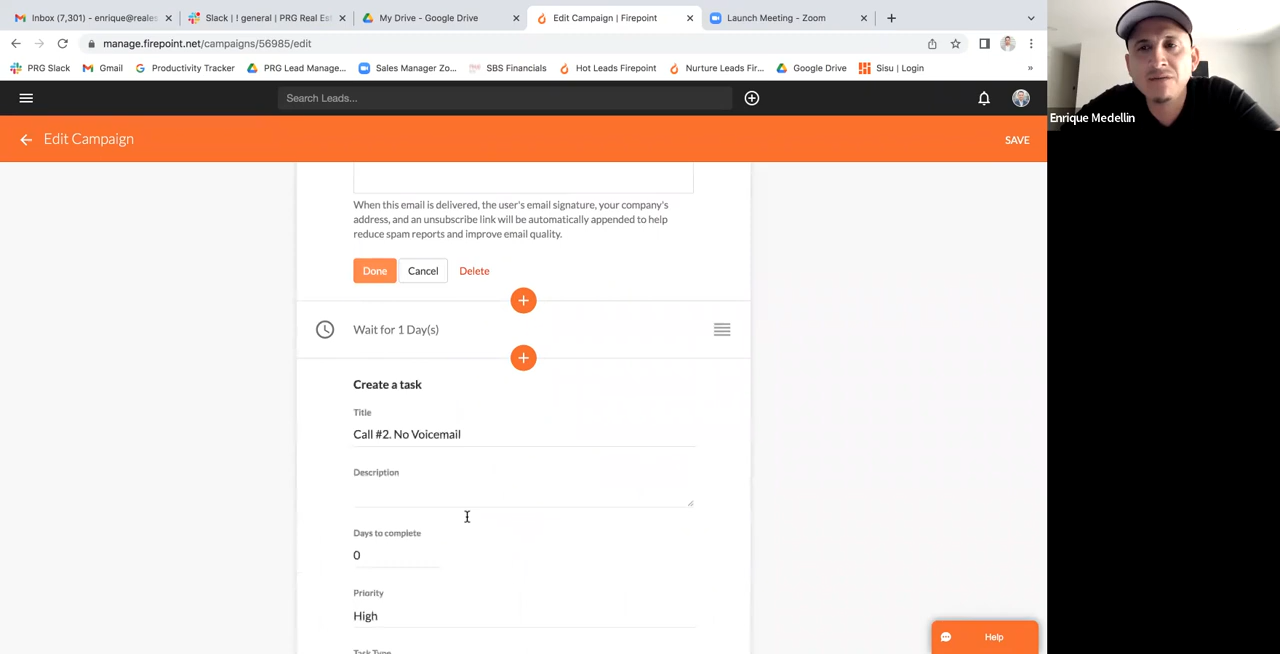 Inbox (7,301) - enrique@reales
Slack | ! general | PRG Real Est
My Drive - Google Drive
Edit Campaign | Firepoint
Launch Meeting - Zoom
manage.firepoint.net/campaigns/56985/edit
PRG Slack
Gmail
Productivity Tracker
PRG Lead Manage...
Sales Manager Zo...
SBS Financials
Hot Leads Firepoint
Nurture Leads Fir...
Google Drive
Sisu | Login
»
Search Leads...
Enrique Medellin
Edit Campaign
SAVE
When this email is delivered, the user's email signature, your company's
address, and an unsubscribe link will be automatically appended to help
reduce spam reports and improve email quality.
Done
Cancel
Delete
Wait for 1 Day(s)
Create a task
Title
Call #2. No Voicemail
Description
Days to complete
0
Priority
High
Task Type
Help